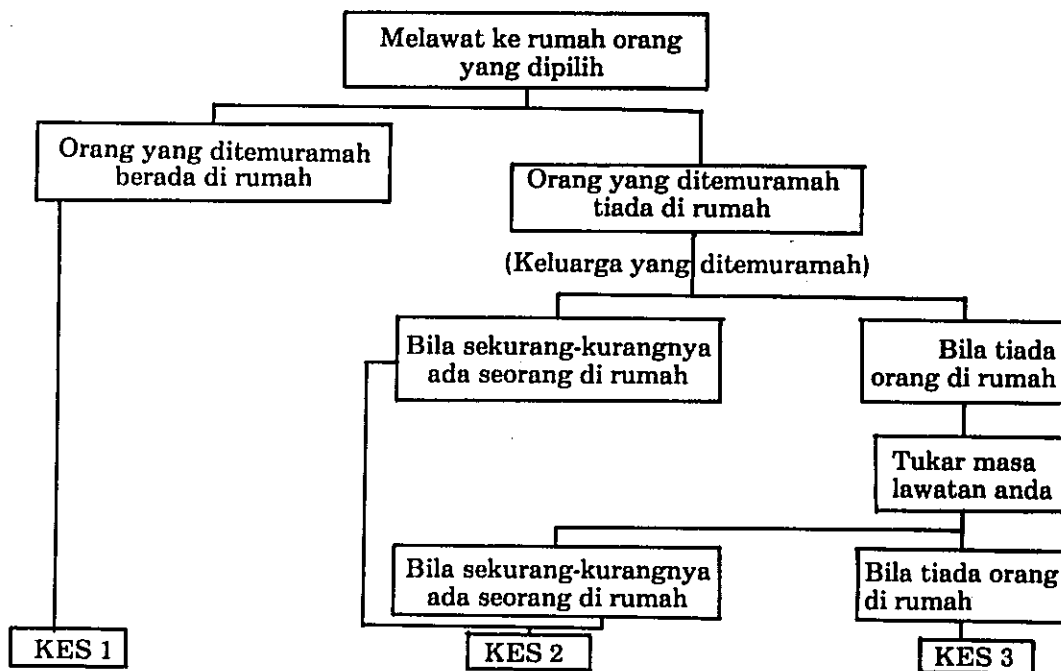 Melawat ke rumah orang
yang dipilih
Orang yang ditemuramah
berada di rumah
Orang yang ditemuramah
tiada di rumah
(Keluarga yang ditemuramah)
Bila sekurang-kurangnya
ada seorang di rumah
Bila tiada
orang di rumah
Tukar masa
lawatan anda
Bila sekurang-kurangnya
ada seorang di rumah
Bila tiada orang
di rumah
KES 1
KES 2
KES 3